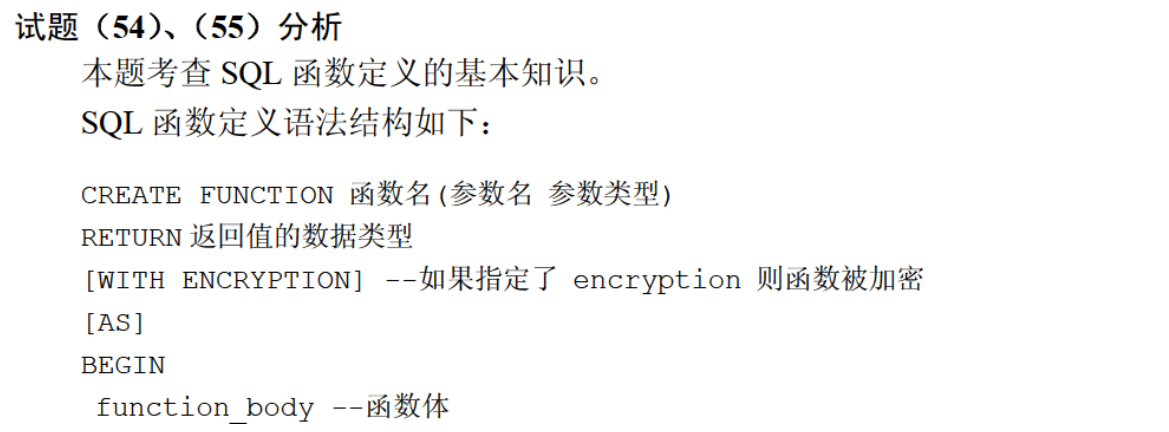 试题（54）、（55）分析
本题考查 SQL 函数定义的基本知识。
SQL 函数定义语法结构如下：
CREATE FUNCTION 函数名(参数名 参数类型)
RETURN 返回值的数据类型
[WITH ENCRYPTION] --如果指定了 encryption 则函数被加密
[AS]
BEGIN
function_body --函数体